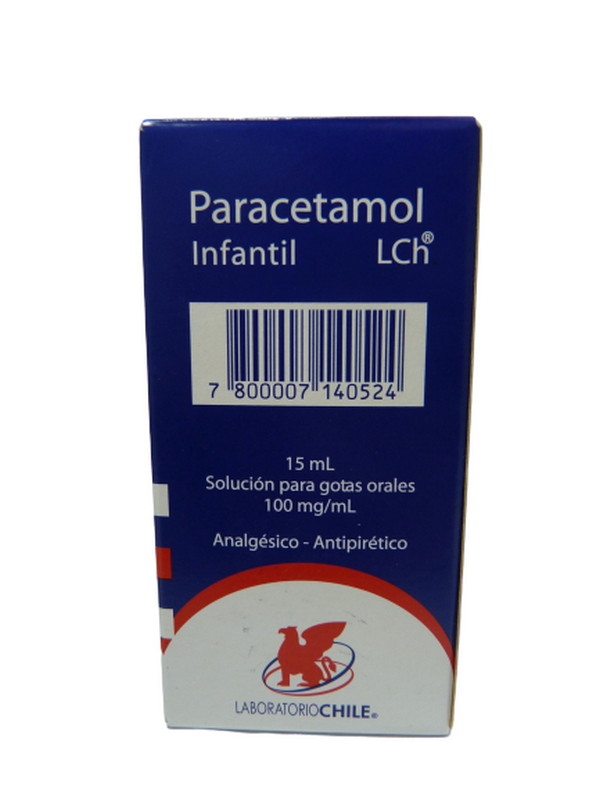 Paracetamol
Infantil LCh®
7 800007 140524
15 mL
Solución para gotas orales
100 mg/mL
Analgésico - Antipirético
LABORATORIOCHILE®